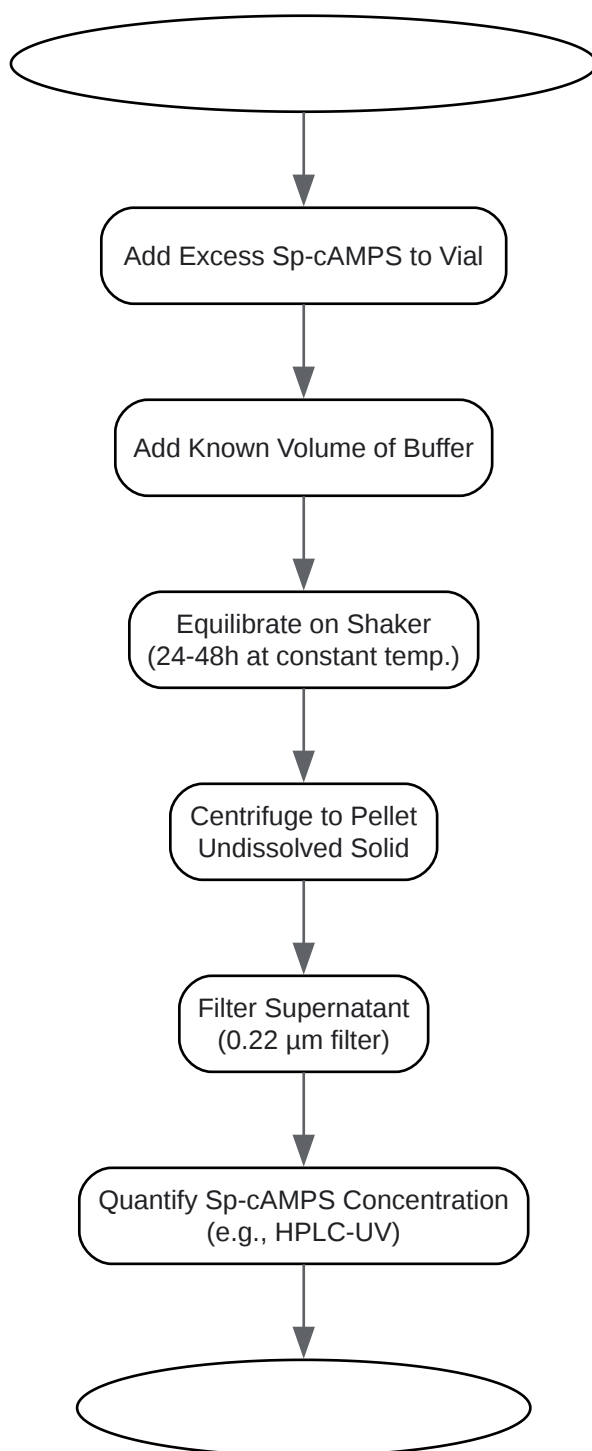 Add Excess Sp-cAMPS to Vial
Add Known Volume of Buffer
Equilibrate on Shaker
(24-48h at constant temp.)
Centrifuge to Pellet
Undissolved Solid
Filter Supernatant
(0.22 µm filter)
Quantify Sp-cAMPS Concentration
(e.g., HPLC-UV)